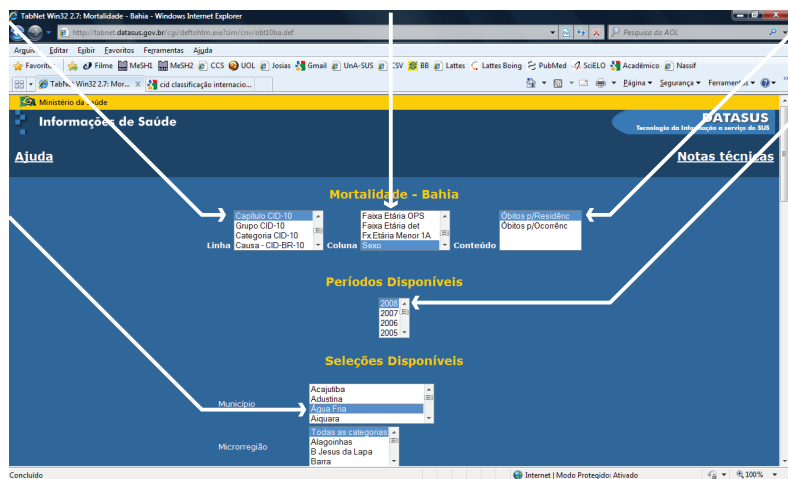 TabNet Win32 2.7: Mortalidade - Bahia - Windows Internet Explorer
http://tabnet.datasus.gov.br/cgi/deftohtm.exe?sim/cnv/obt10ba.def
Pesquisa do AOL
Editar Exibir Favoritos Ferramentas Ajuda
Filme MeSH1 MeSH2 CCS UOL Josias Gmail UnA-SUS CSV BB Lattes Lattes Boing PubMed SciELO Acadêmico Nassif
TabNet Win32 2.7: Mor... cid classificação internacio...
Página Segurança Ferramentas
Ministério da Saúde
Informações de Saúde
DATASUS
Tecnologia da Informação a serviço do SUS
Ajuda
Notas técnicas
Mortalidade - Bahia
Linha
Capítulo CID-10
Grupo CID-10
Categoria CID-10
Causa - CID-BR-10
Coluna
Faixa Etária OPS
Faixa Etária det
Fx.Etária Menor 1A
Sexo
Conteúdo
Óbitos p/Residênc
Óbitos p/Ocorrênc
Períodos Disponíveis
2008
2007
2006
2005
Seleções Disponíveis
Município
Acajutiba
Adustina
Água Fria
Aiquara
Microrregião
Todas as categorias
Alagoinhas
B Jesus da Lapa
Barra
Concluído
Internet | Modo Protegido: Ativado
100%